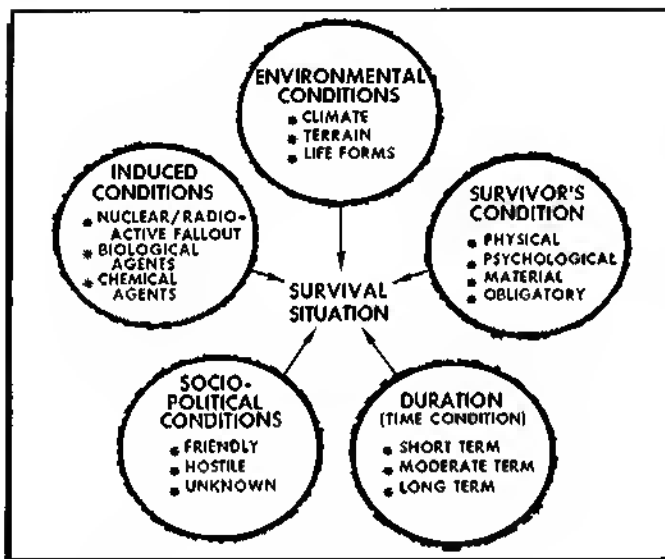 ENVIRONMENTAL
CONDITIONS
* CLIMATE
* TERRAIN
* LIFE FORMS
INDUCED
CONDITIONS
* NUCLEAR/RADIO-
ACTIVE FALLOUT
* BIOLOGICAL
AGENTS
* CHEMICAL
AGENTS
SURVIVOR'S
CONDITION
* PHYSICAL
* PSYCHOLOGICAL
* MATERIAL
* OBLIGATORY
SURVIVAL
SITUATION
SOCIO-
POLITICAL
CONDITIONS
* FRIENDLY
* HOSTILE
* UNKNOWN
DURATION
(TIME CONDITION)
* SHORT TERM
* MODERATE TERM
* LONG TERM